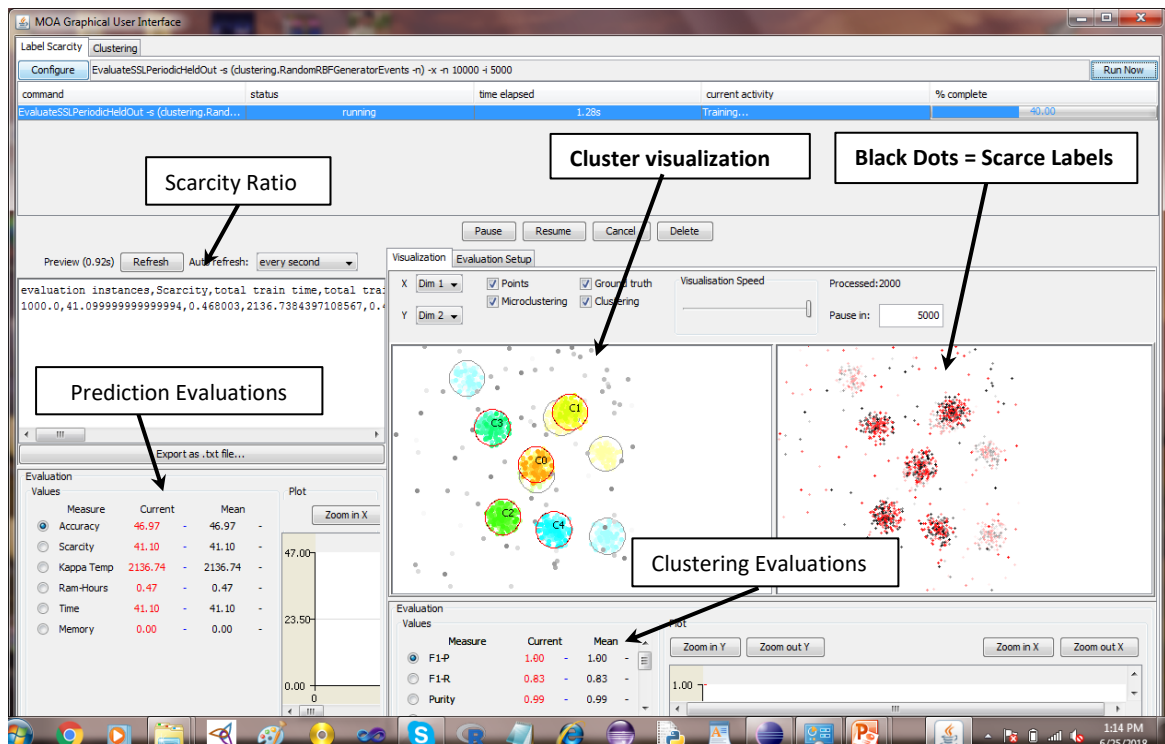 MOA Graphical User Interface
Label Scarcity Clustering
Configure EvaluateSSLPeriodicHeldOut -s (clustering.RandomRBFGeneratorEvents -n) -x -n 10000 -i 5000 Run Now
command status time elapsed current activity % complete
EvaluateSSLPeriodicHeldOut -s (clustering.Rand... running 1.28s Training... 40.00
Cluster visualization
Black Dots = Scarce Labels
Scarcity Ratio
Pause Resume Cancel Delete
Preview (0.92s) Refresh Auto refresh: every second
evaluation instances,Scarcity,total train time,total trai
1000.0,41.099999999999994,0.468003,2136.7384397108567,0.4
Prediction Evaluations
Export as .txt file...
Visualization Evaluation Setup
X Dim 1 Points Ground truth Visualisation Speed Processed: 2000
Microclustering Clustering
Y Dim 2 Pause in: 5000
C1
C3
C0
C2
C4
Clustering Evaluations
Evaluation
Values Plot
Measure Current Mean Zoom in X
Accuracy 46.97 - 46.97 -
Scarcity 41.10 - 41.10 -
Kappa Temp 2136.74 - 2136.74 -
Ram-Hours 0.47 - 0.47 -
Time 41.10 - 41.10 -
Memory 0.00 - 0.00 -
47.00
23.50
0.00
0
Evaluation
Values Plot
Measure Current Mean Zoom in Y Zoom out Y Zoom in X Zoom out X
F1-P 1.00 - 1.00 -
F1-R 0.83 - 0.83 -
Purity 0.99 - 0.99 -
1.00
1:14 PM
6/25/2018